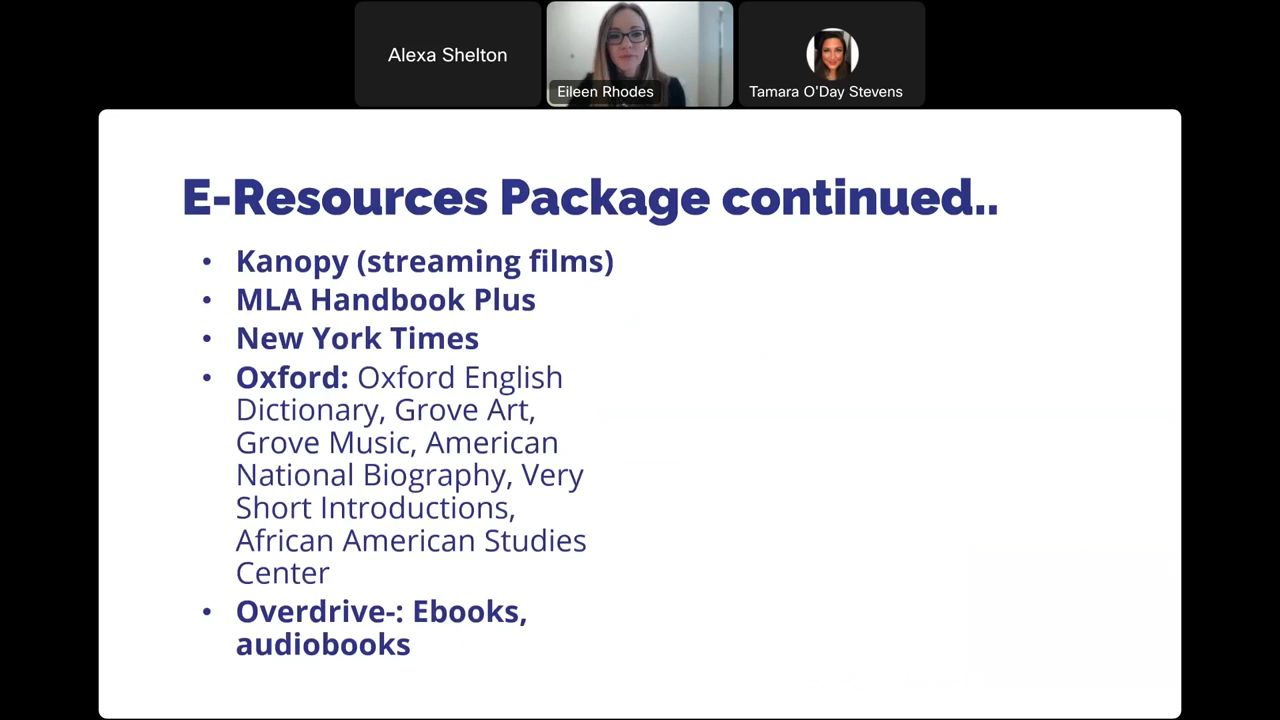 Alexa Shelton
Eileen Rhodes
Tamara O'Day Stevens
E-Resources Package continued..
• Kanopy (streaming films)
• MLA Handbook Plus
• New York Times
• Oxford: Oxford English
Dictionary, Grove Art,
Grove Music, American
National Biography, Very
Short Introductions,
African American Studies
Center
• Overdrive-: Ebooks,
audiobooks